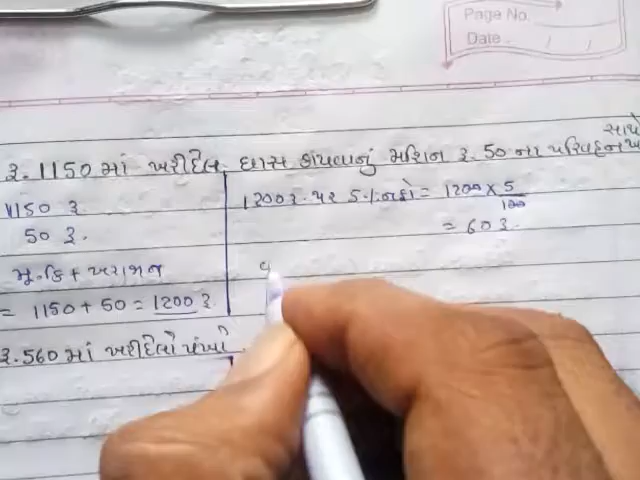 Page No.
Date / /
સાથે
રૂ. 1150 માં ખરીદેલ ઘાસ કાપવાનું મશિન રૂ. 50 ના પરિવહન
1150 રૂ
50 રૂ.
મૂ.કિ + ખરાજાત
= 1150 + 50 = 1200 રૂ
1200 રૂ. પર 5 % નફો = 1200 × 5
100
= 60 રૂ.
રૂ. 560 માં ખરીદેલો પંખો